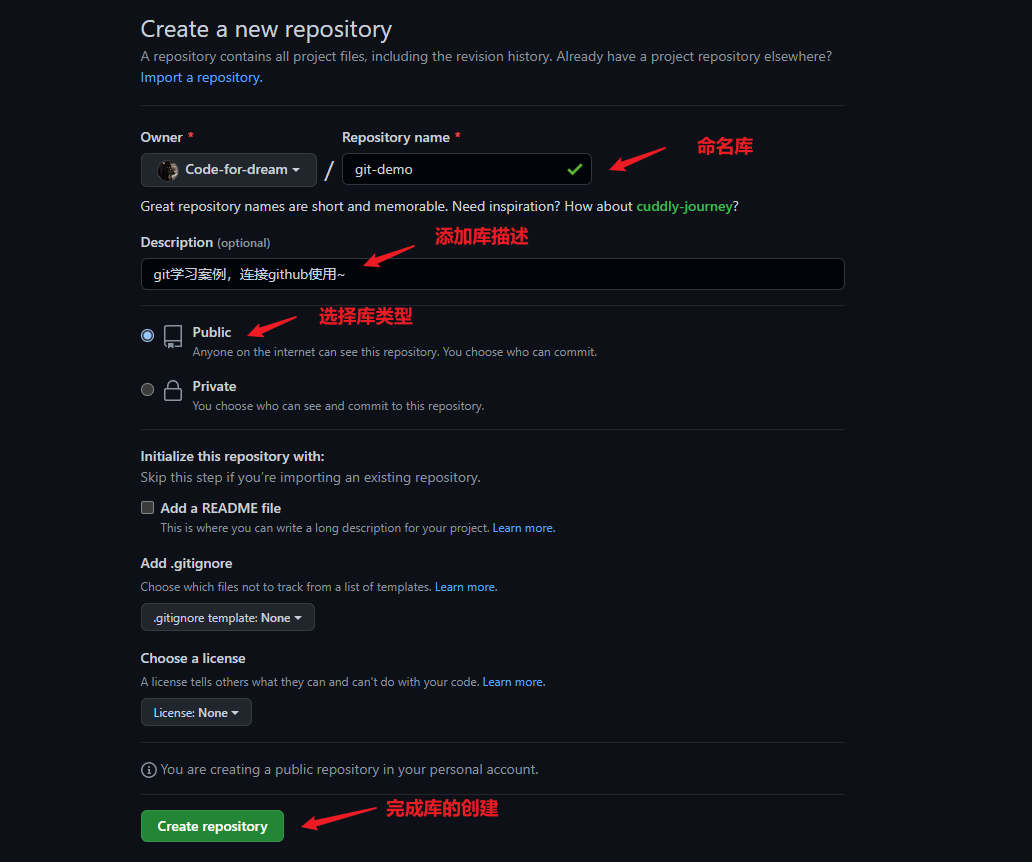 Create a new repository
A repository contains all project files, including the revision history. Already have a project repository elsewhere?
Import a repository.
Owner *
Repository name *
命名库
Code-for-dream / git-demo
Great repository names are short and memorable. Need inspiration? How about cuddly-journey?
添加库描述
Description (optional)
git学习案例，连接github使用~
选择库类型
Public
Anyone on the internet can see this repository. You choose who can commit.
Private
You choose who can see and commit to this repository.
Initialize this repository with:
Skip this step if you're importing an existing repository.
Add a README file
This is where you can write a long description for your project. Learn more.
Add .gitignore
Choose which files not to track from a list of templates. Learn more.
.gitignore template: None
Choose a license
A license tells others what they can and can't do with your code. Learn more.
License: None
You are creating a public repository in your personal account.
完成库的创建
Create repository